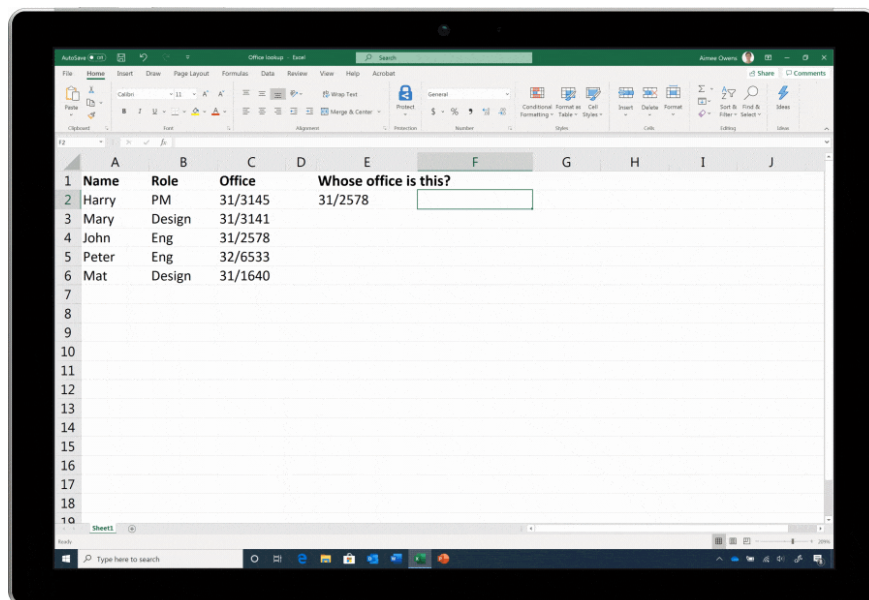 AutoSave Off
Office lookup - Excel
Search
Aimee Owens
File Home Insert Draw Page Layout Formulas Data Review View Help Acrobat
Share Comments
Paste
Calibri 11
Wrap Text
Merge & Center
Protect
General
Conditional Formatting Format as Table Cell Styles
Insert Delete Format
Sort & Filter Find & Select
Ideas
Clipboard Font Alignment Protection Number Styles Cells Editing Ideas
F2 fx
A B C D E F G H I J
1 Name Role Office Whose office is this?
2 Harry PM 31/3145 31/2578
3 Mary Design 31/3141
4 John Eng 31/2578
5 Peter Eng 32/6533
6 Mat Design 31/1640
7
8
9
10
11
12
13
14
15
16
17
18
19
Sheet1
Ready
Type here to search